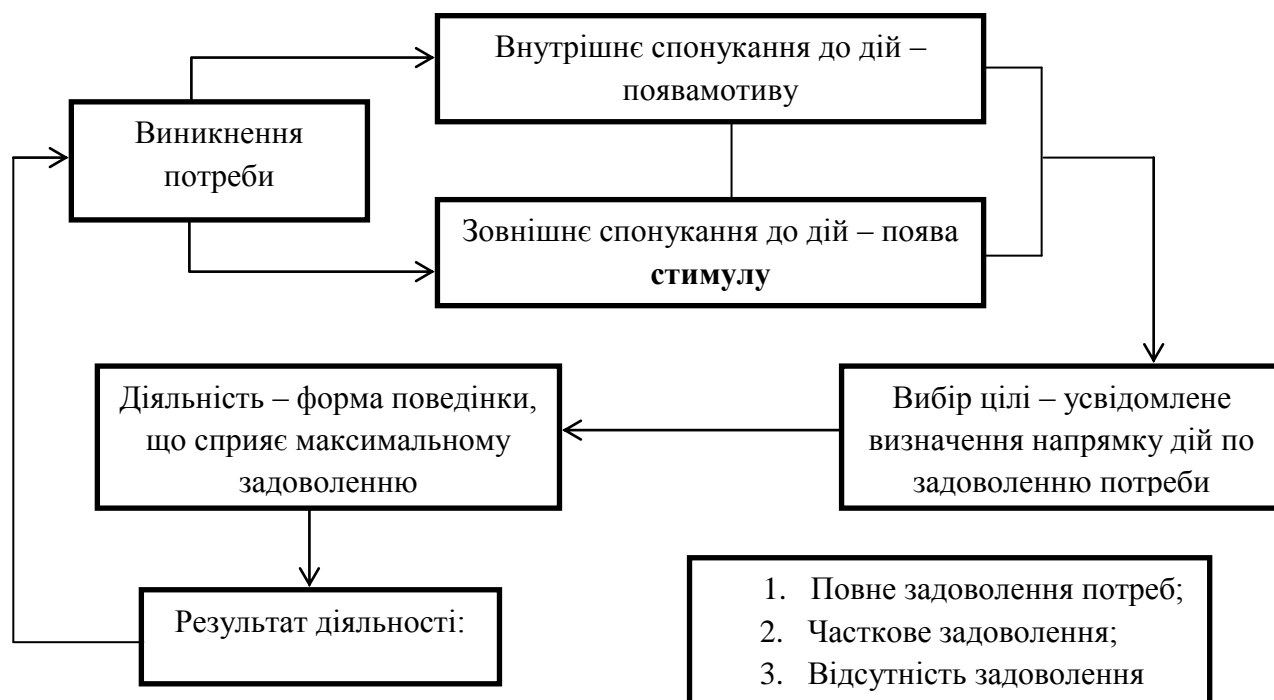 Внутрішнє спонукання до дій –
появамотиву
Виникнення
потреби
Зовнішнє спонукання до дій – поява
стимулу
Діяльність – форма поведінки,
що сприяє максимальному
задоволенню
Вибір цілі – усвідомлене
визначення напрямку дій по
задоволенню потреби
Результат діяльності:
1. Повне задоволення потреб;
2. Часткове задоволення;
3. Відсутність задоволення